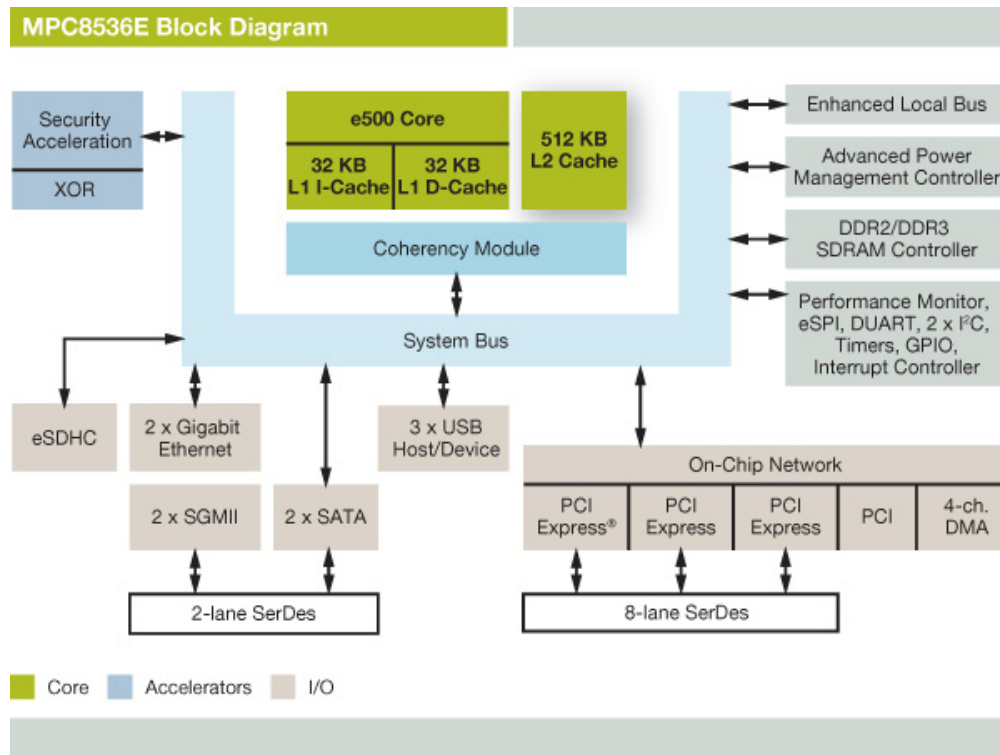 MPC8536E Block Diagram
Security
Acceleration
XOR
e500 Core
32 KB
L1 I-Cache
32 KB
L1 D-Cache
512 KB
L2 Cache
Coherency Module
System Bus
Enhanced Local Bus
Advanced Power
Management Controller
DDR2/DDR3
SDRAM Controller
Performance Monitor,
eSPI, DUART, 2 x I²C,
Timers, GPIO,
Interrupt Controller
eSDHC
2 x Gigabit
Ethernet
3 x USB
Host/Device
2 x SGMII
2 x SATA
On-Chip Network
PCI
Express®
PCI
Express
PCI
Express
PCI
4-ch.
DMA
2-lane SerDes
8-lane SerDes
Core
Accelerators
I/O